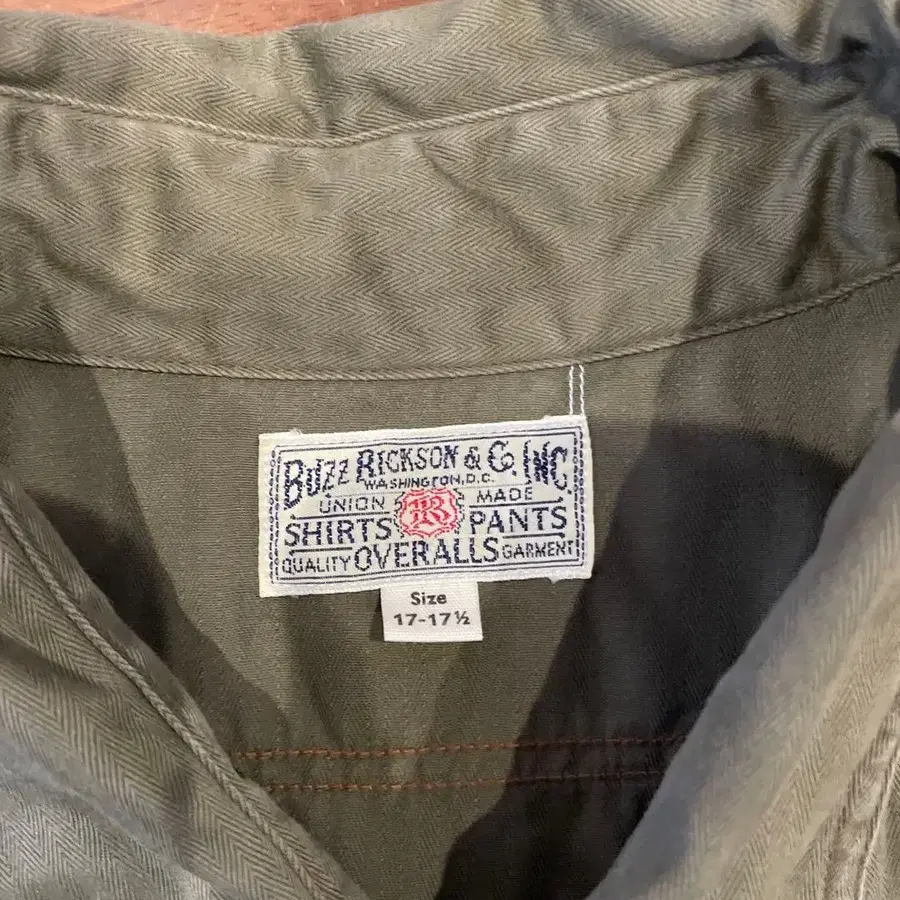 BUZZ RICKSON & Co. INC.
WASHINGTON, D.C.
UNION BR MADE
SHIRTS PANTS
QUALITY OVERALLS GARMENT
Size
17-17½